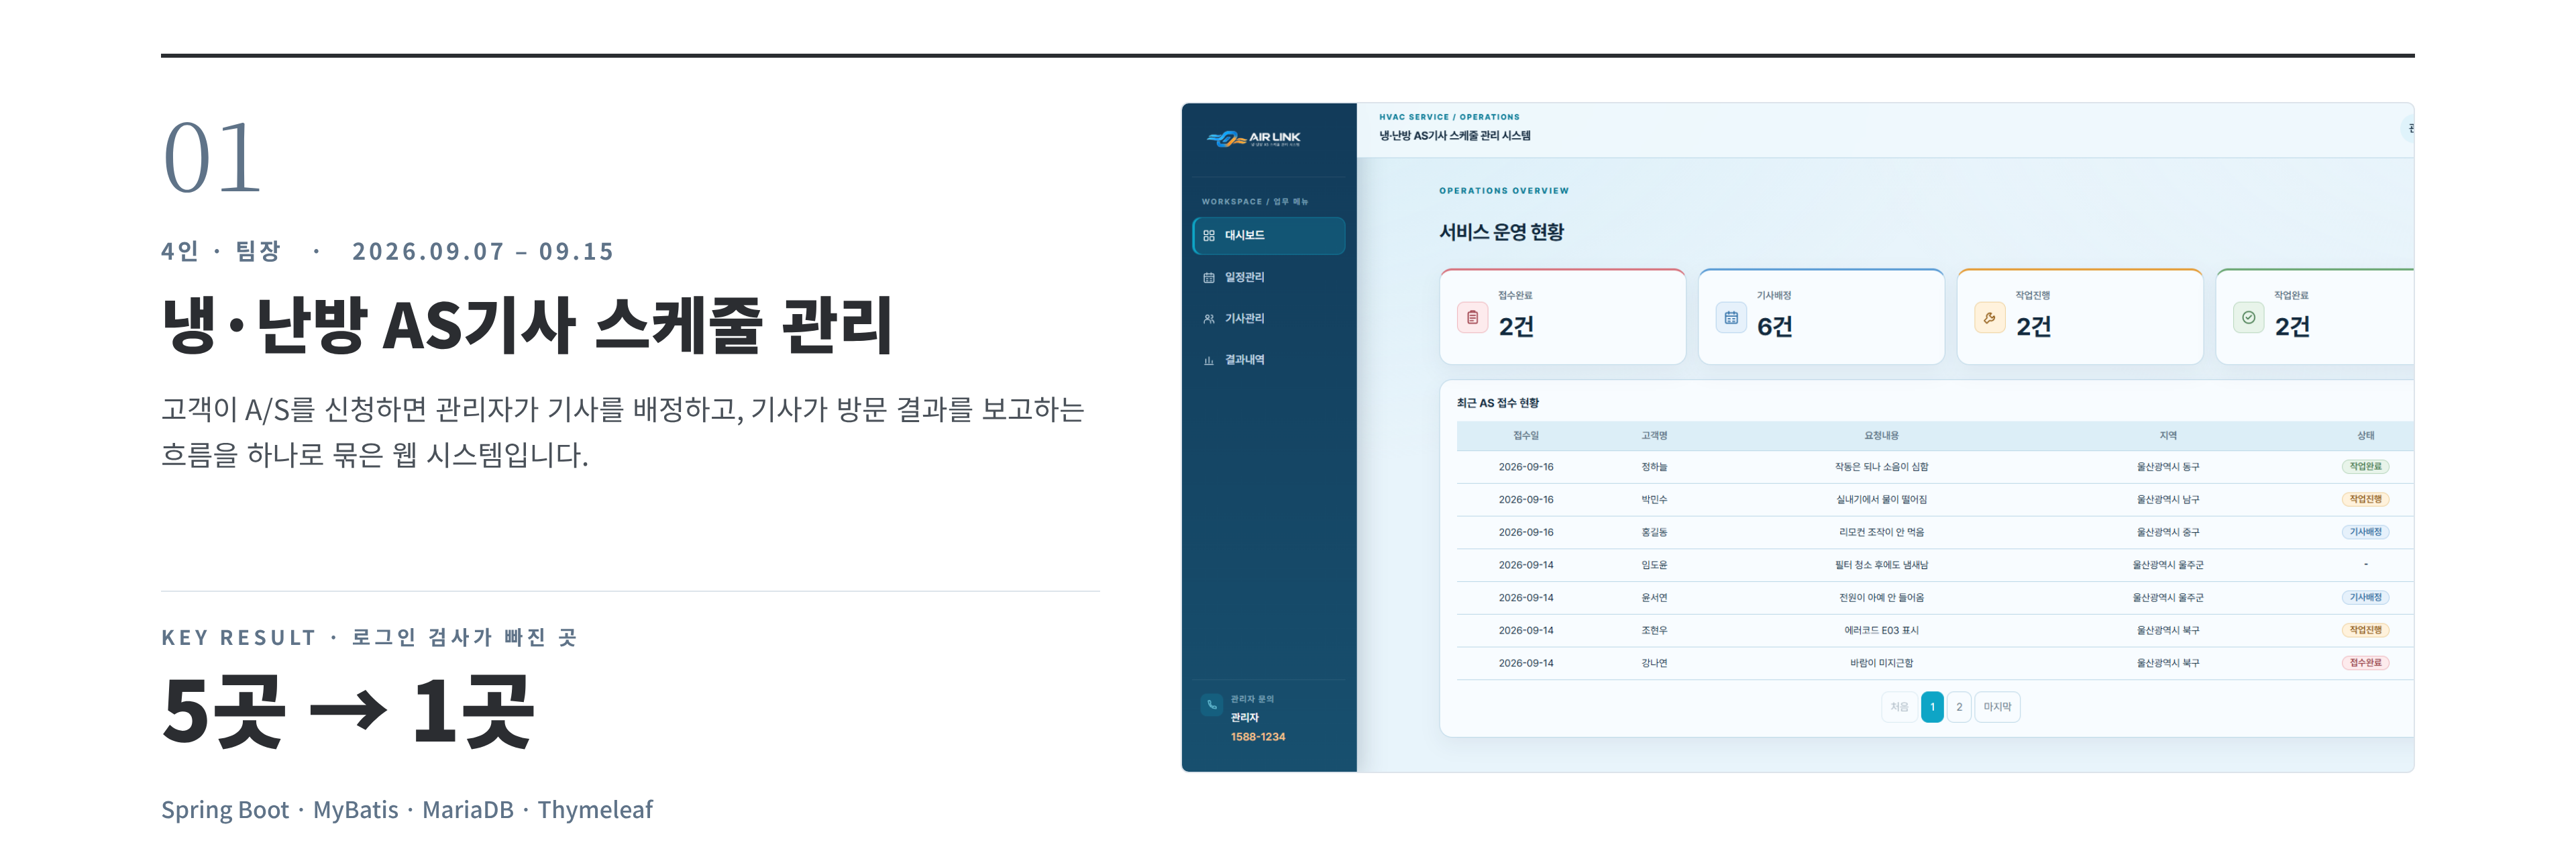 01
4인 · 팀장 · 2026.09.07 – 09.15
냉·난방 AS기사 스케줄 관리
고객이 A/S를 신청하면 관리자가 기사를 배정하고, 기사가 방문 결과를 보고하는
흐름을 하나로 묶은 웹 시스템입니다.
KEY RESULT · 로그인 검사가 빠진 곳
5곳 → 1곳
Spring Boot · MyBatis · MariaDB · Thymeleaf
AIR LINK
냉·난방 AS 스케줄 관리 시스템
WORKSPACE / 업무 메뉴
대시보드
일정관리
기사관리
결과내역
관리자 문의
관리자
1588-1234
HVAC SERVICE / OPERATIONS
냉·난방 AS기사 스케줄 관리 시스템
OPERATIONS OVERVIEW
서비스 운영 현황
접수완료 기사배정 작업진행 작업완료
2건 6건 2건 2건
최근 AS 접수 현황
접수일 고객명 요청내용 지역 상태
2026-09-16 정하늘 작동은 되나 소음이 심함 울산광역시 동구 작업완료
2026-09-16 박민수 실내기에서 물이 떨어짐 울산광역시 남구 작업진행
2026-09-16 홍길동 리모컨 조작이 안 먹음 울산광역시 중구 기사배정
2026-09-14 임도윤 필터 청소 후에도 냄새남 울산광역시 울주군 -
2026-09-14 윤서연 전원이 아예 안 들어옴 울산광역시 울주군 기사배정
2026-09-14 조현우 에러코드 E03 표시 울산광역시 북구 작업진행
2026-09-14 강나연 바람이 미지근함 울산광역시 북구 접수완료
처음 1 2 마지막